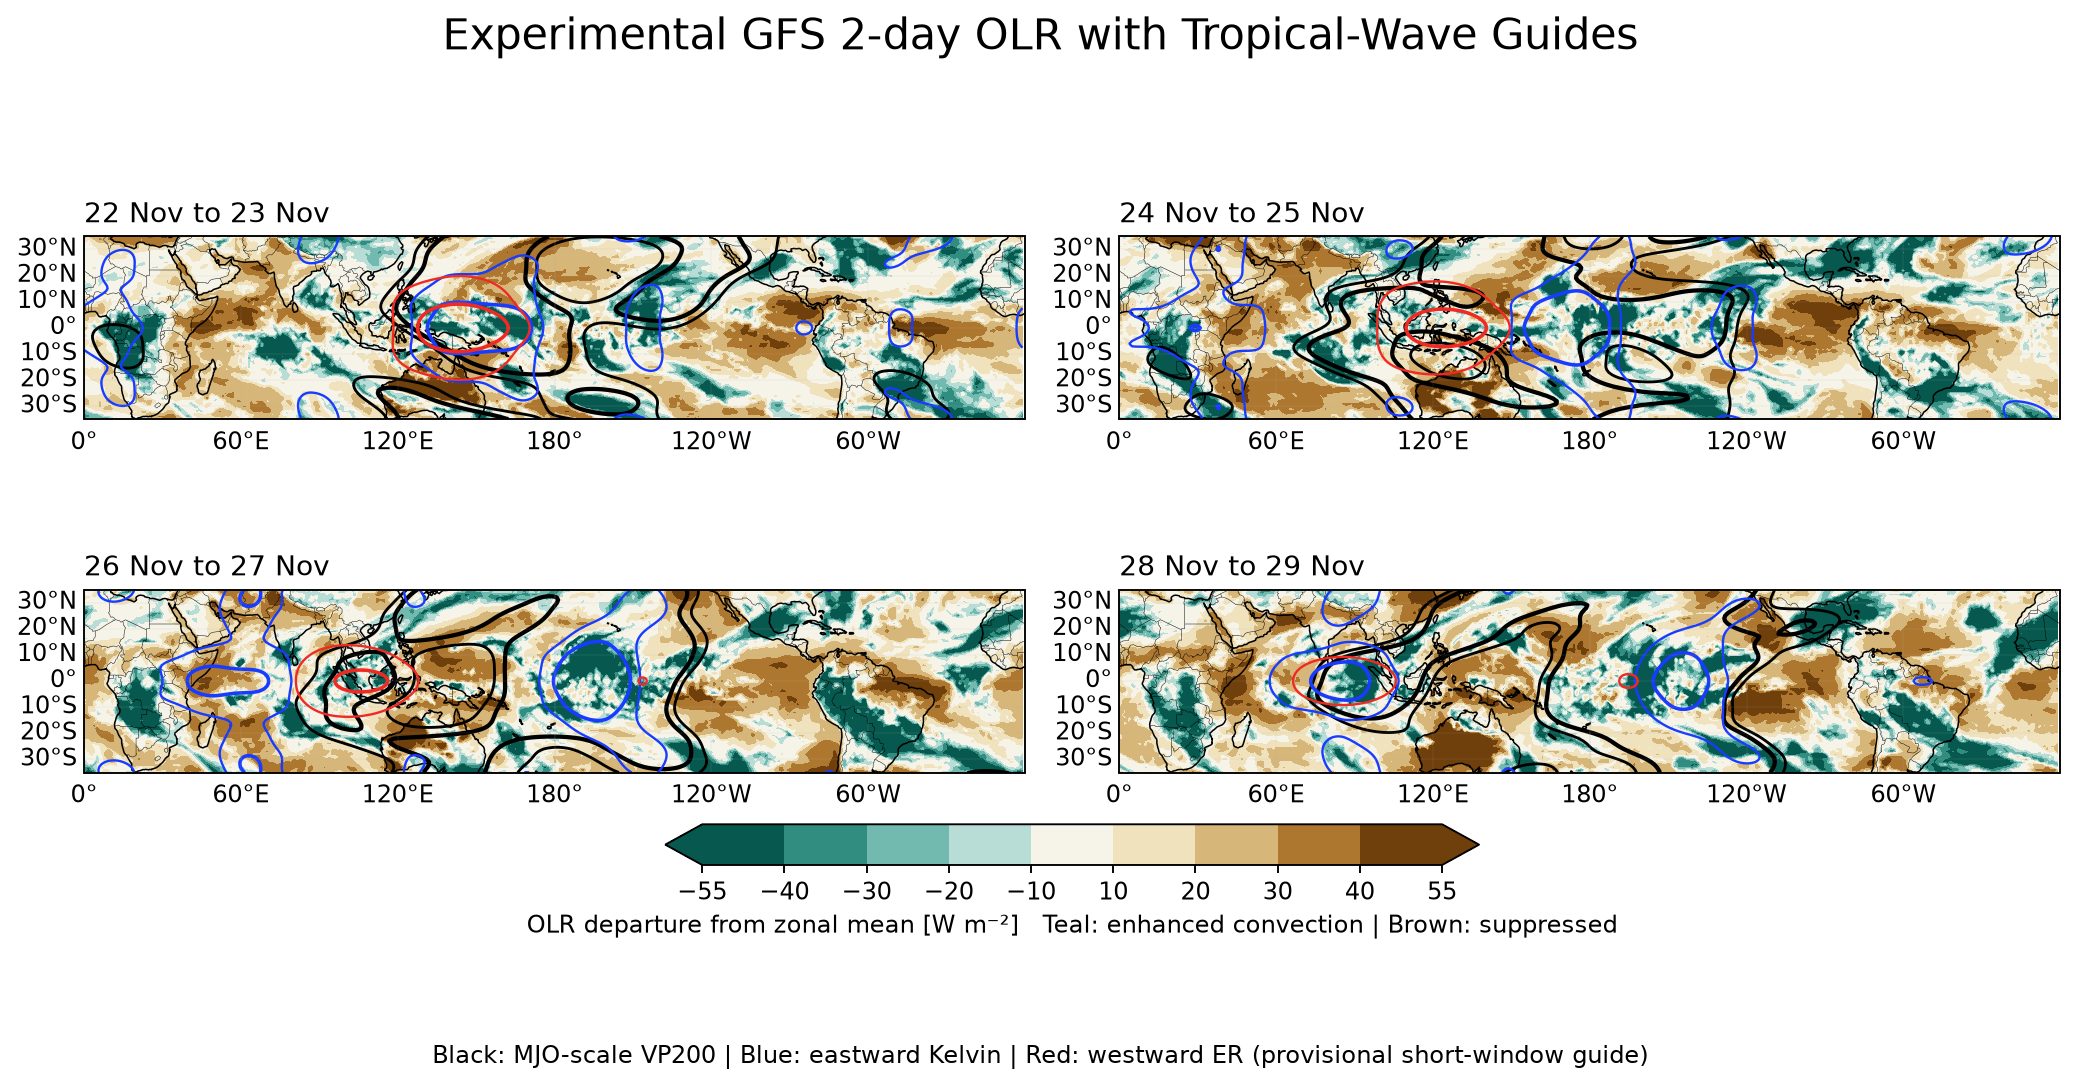 Experimental GFS 2-day OLR with Tropical-Wave Guides
22 Nov to 23 Nov
30°N
20°N
10°N
0°
10°S
20°S
30°S
0° 60°E 120°E 180° 120°W 60°W
24 Nov to 25 Nov
30°N
20°N
10°N
0°
10°S
20°S
30°S
0° 60°E 120°E 180° 120°W 60°W
26 Nov to 27 Nov
30°N
20°N
10°N
0°
10°S
20°S
30°S
0° 60°E 120°E 180° 120°W 60°W
28 Nov to 29 Nov
30°N
20°N
10°N
0°
10°S
20°S
30°S
0° 60°E 120°E 180° 120°W 60°W
−55 −40 −30 −20 −10 10 20 30 40 55
OLR departure from zonal mean [W m⁻²] Teal: enhanced convection | Brown: suppressed
Black: MJO-scale VP200 | Blue: eastward Kelvin | Red: westward ER (provisional short-window guide)